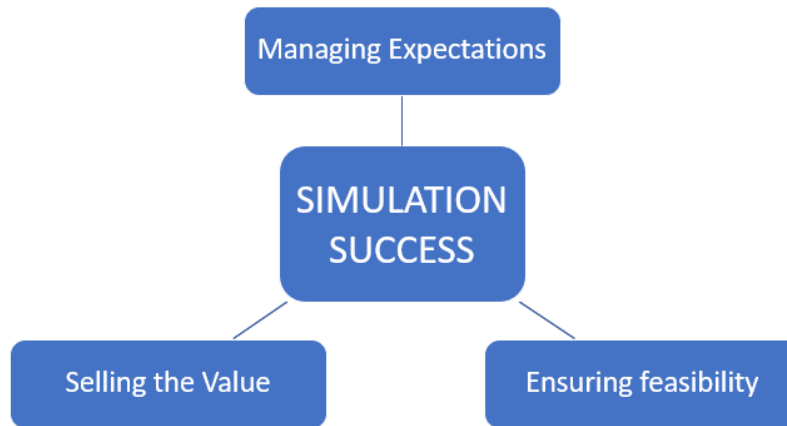 Managing Expectations
SIMULATION
SUCCESS
Selling the Value
Ensuring feasibility